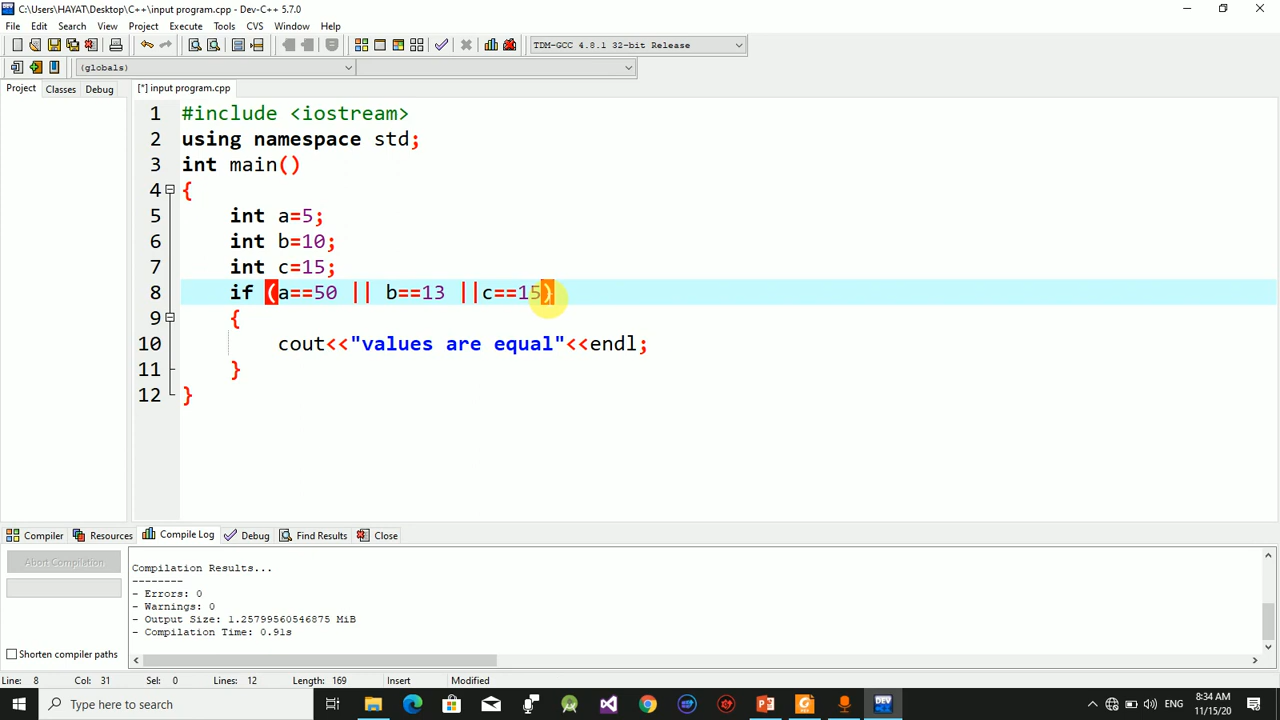 C:\Users\HAYAT\Desktop\C++\input program.cpp - Dev-C++ 5.7.0
File Edit Search View Project Execute Tools CVS Window Help
TDM-GCC 4.8.1 32-bit Release
(globals)
Project Classes Debug [*] input program.cpp
1 #include <iostream>
2 using namespace std;
3 int main()
4 {
5 int a=5;
6 int b=10;
7 int c=15;
8 if (a==50 || b==13 ||c==15)
9 {
10 cout<<"values are equal"<<endl;
11 }
12 }
Compiler Resources Compile Log Debug Find Results Close
Abort Compilation
Compilation Results...
--------
- Errors: 0
- Warnings: 0
- Output Size: 1.25799560546875 MiB
- Compilation Time: 0.91s
Shorten compiler paths
Line: 8 Col: 31 Sel: 0 Lines: 12 Length: 169 Insert Modified
Type here to search
DEV
8:34 AM
11/15/20